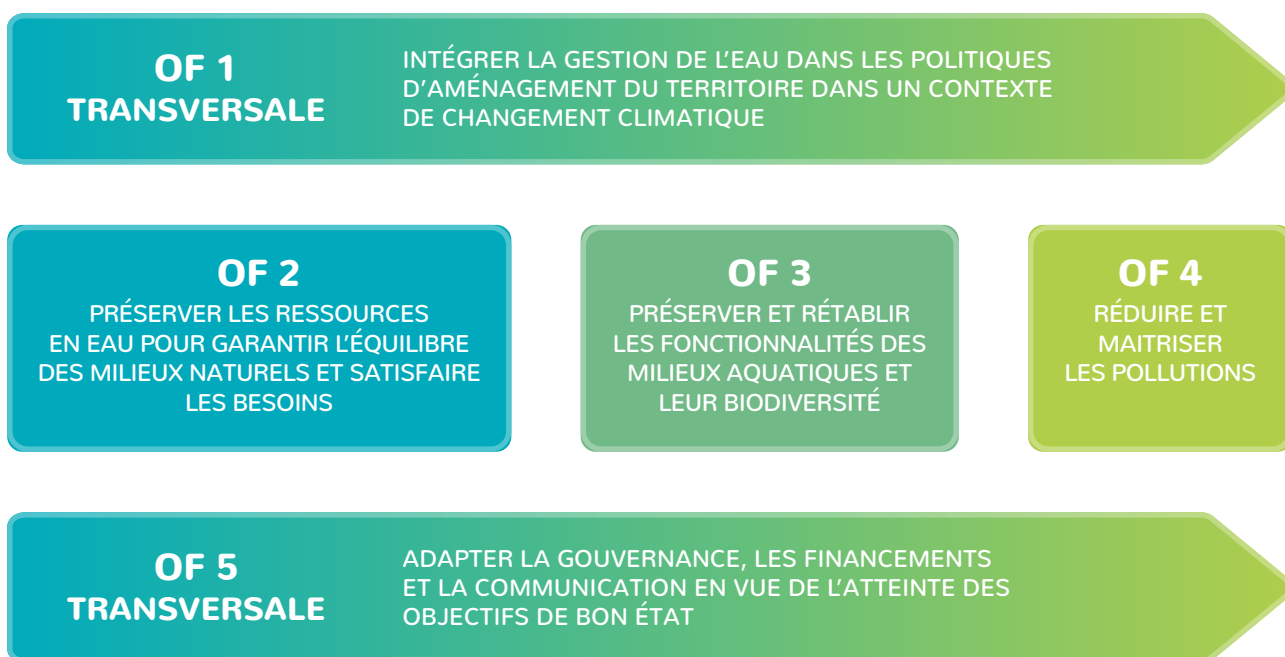 OF 1
TRANSVERSALE
INTÉGRER LA GESTION DE L'EAU DANS LES POLITIQUES
D'AMÉNAGEMENT DU TERRITOIRE DANS UN CONTEXTE
DE CHANGEMENT CLIMATIQUE
OF 2
PRÉSERVER LES RESSOURCES
EN EAU POUR GARANTIR L'ÉQUILIBRE
DES MILIEUX NATURELS ET SATISFAIRE
LES BESOINS
OF 3
PRÉSERVER ET RÉTABLIR
LES FONCTIONNALITÉS DES
MILIEUX AQUATIQUES ET
LEUR BIODIVERSITÉ
OF 4
RÉDUIRE ET
MAITRISER
LES POLLUTIONS
OF 5
TRANSVERSALE
ADAPTER LA GOUVERNANCE, LES FINANCEMENTS
ET LA COMMUNICATION EN VUE DE L'ATTEINTE DES
OBJECTIFS DE BON ÉTAT